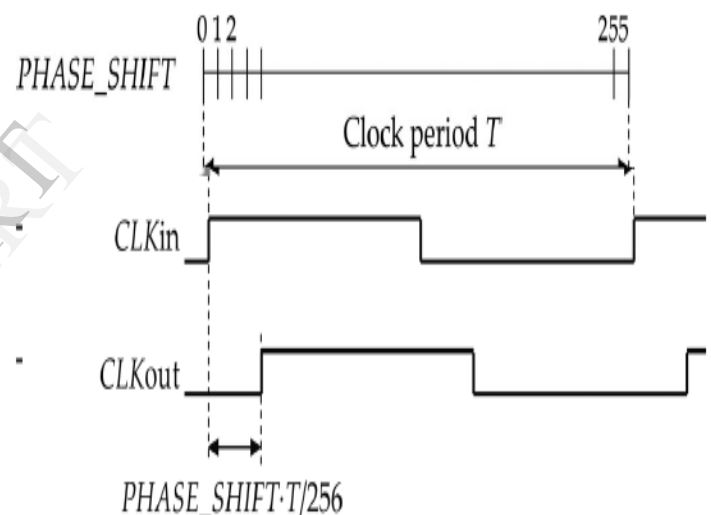 0 1 2 255
PHASE_SHIFT
Clock period T
CLKin
CLKout
PHASE_SHIFT·T/256